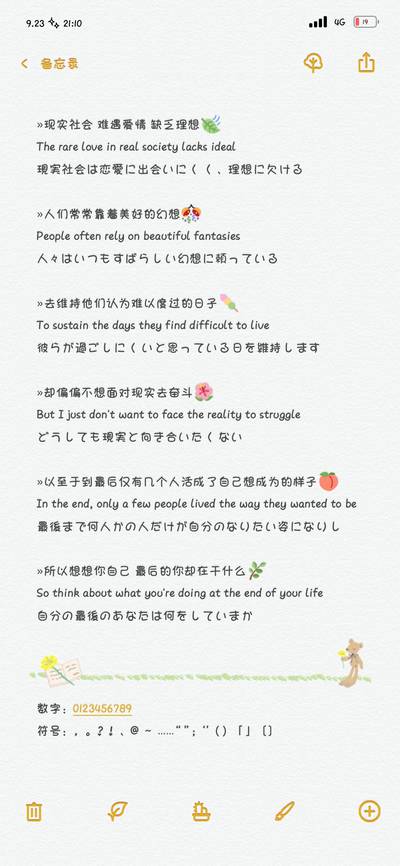 9.23 21:10
4G
19
备忘录
»现实社会 难遇爱情 缺乏理想
The rare love in real society lacks ideal
現実社会は恋愛に出会いにくく、理想に欠ける
»人们常常靠着美好的幻想
People often rely on beautiful fantasies
人々はいつもすばらしい幻想に頼っている
»去维持他们认为难以度过的日子
To sustain the days they find difficult to live
彼らが過ごしにくいと思っている日を維持します
»却偏偏不想面对现实去奋斗
But I just don't want to face the reality to struggle
どうしても現実と向き合いたくない
»以至于到最后仅有几个人活成了自己想成为的样子
In the end, only a few people lived the way they wanted to be
最後まで何人かの人だけが自分のなりたい姿になりし
»所以想想你自己 最后的你却在干什么
So think about what you're doing at the end of your life
自分の最後のあなたは何をしていまか
数字：0123456789
符号：，。？！、@ ~ ……“ ”；‘’（）「」〔〕